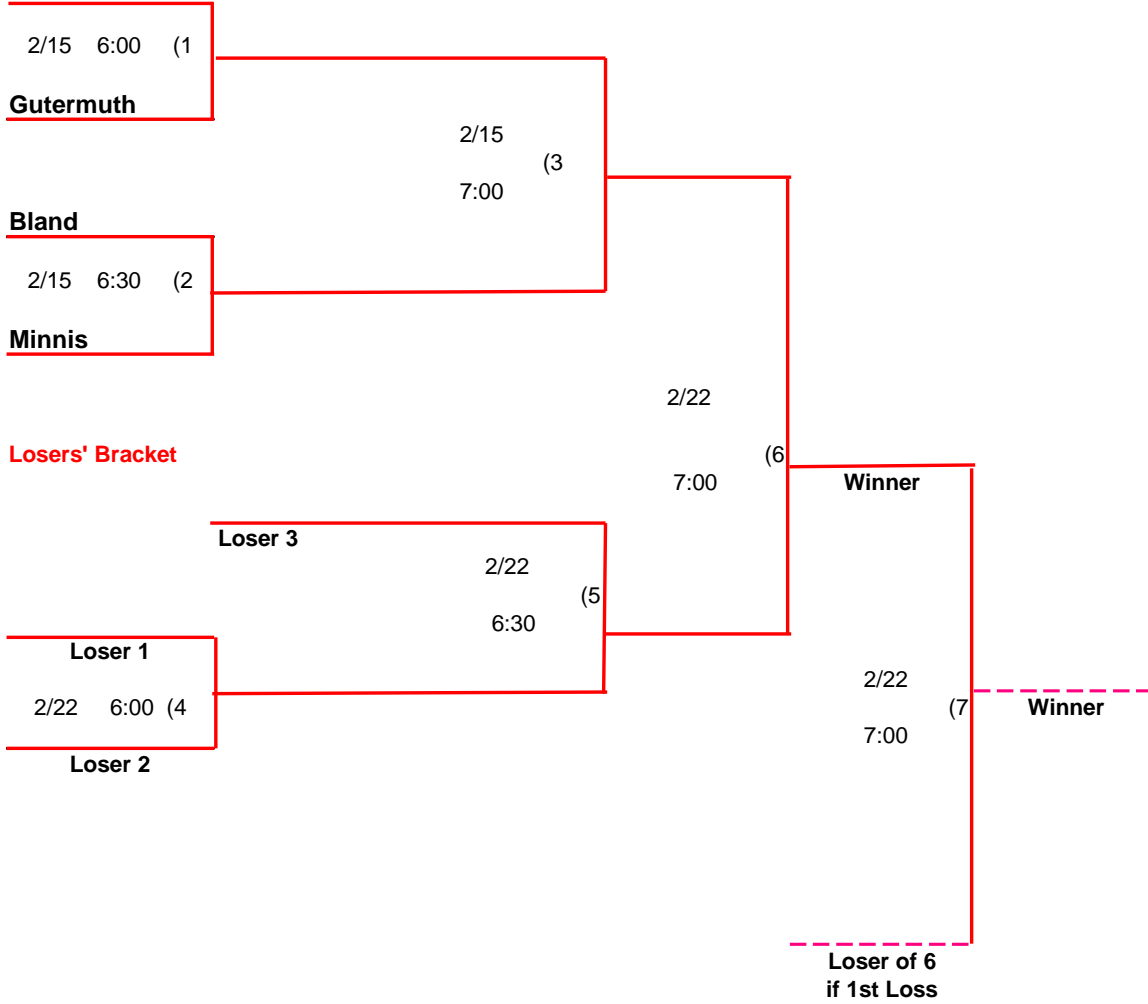 2/15 6:00 (1
Gutermuth
2/15
(3
7:00
Bland
2/15 6:30 (2
Minnis
2/22
Losers' Bracket
(6
7:00
Winner
Loser 3
2/22
(5
6:30
Loser 1
2/22 6:00 (4
Loser 2
2/22
(7
Winner
7:00
Loser of 6
if 1st Loss